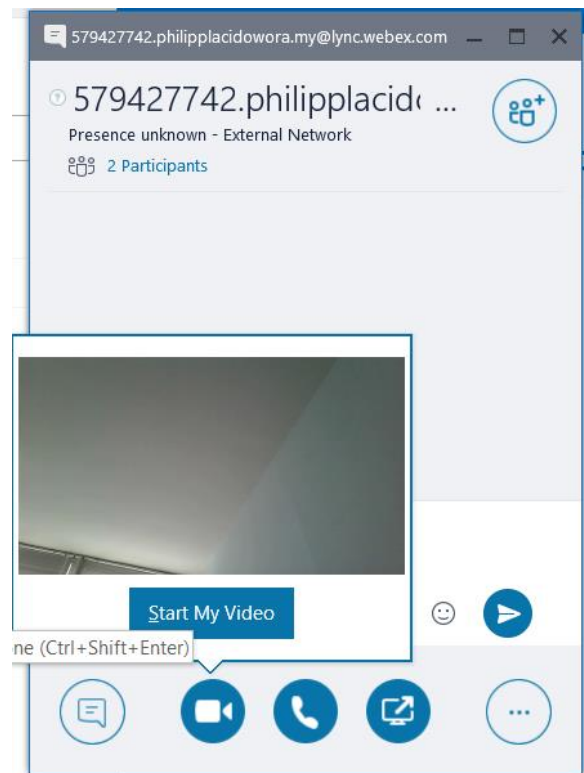 579427742.philipplacidowora.my@lync.webex.com
579427742.philipplacid ...
Presence unknown - External Network
2 Participants
Start My Video
ne (Ctrl+Shift+Enter)
...